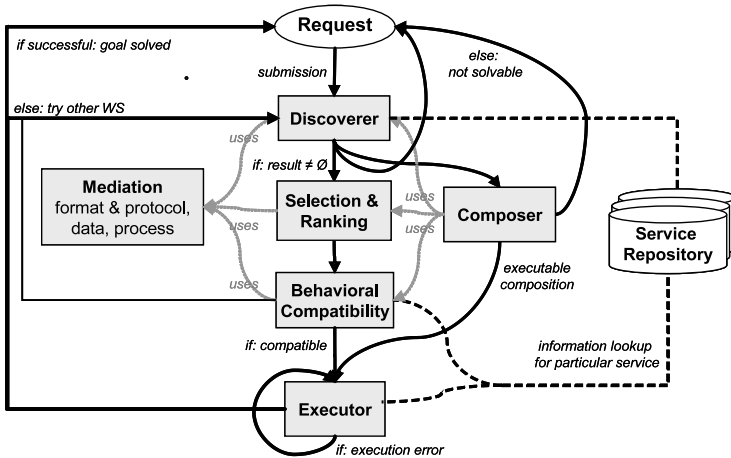 Request
if successful: goal solved
else:
not solvable
submission
else: try other WS
Discoverer
uses
uses
if: result ≠ Ø
Mediation
format & protocol,
data, process
Selection &
Ranking
uses
Composer
Service
Repository
uses
uses
uses
executable
composition
Behavioral
Compatibility
if: compatible
information lookup
for particular service
Executor
if: execution error